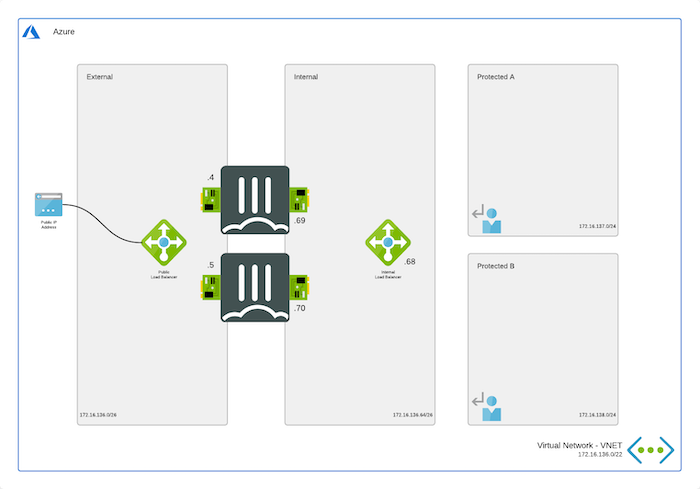 Azure
External
Internal
Protected A
.4
Public IP
Address
.69
172.16.137.0/24
Public
Load Balancer
Internal
Load Balancer
.68
.5
Protected B
.70
172.16.136.0/26
172.16.136.64/26
172.16.138.0/24
Virtual Network - VNET
172.16.136.0/22